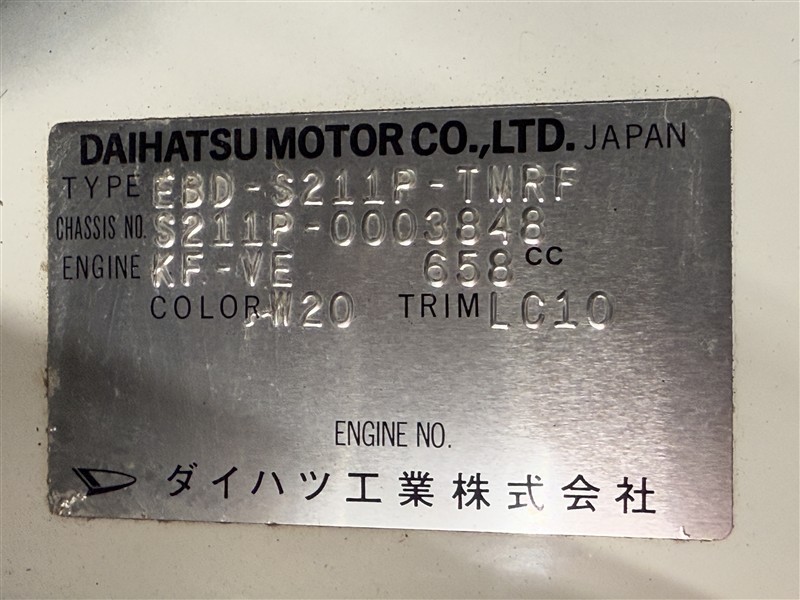 DAIHATSU MOTOR CO.,LTD. JAPAN
TYPE EBD-S211P-TMRF
CHASSIS NO. S211P-0003848
ENGINE KF-VE 658 CC
COLOR W20 TRIM LC10
ENGINE NO.
ダイハツ工業株式会社